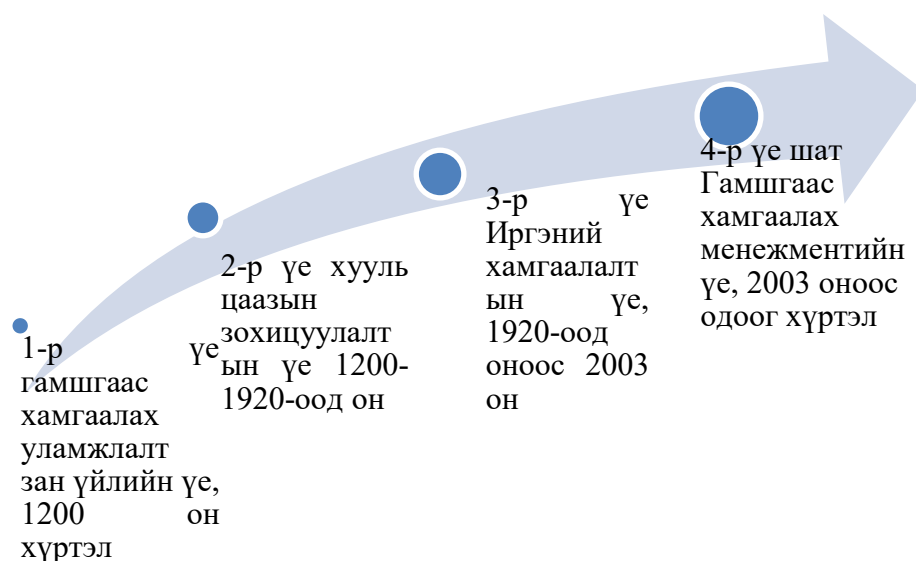 1-р үе
гамшгаас
хамгаалах
уламжлалт
зан үйлийн үе,
1200 он
хүртэл
2-р үе хууль
цаазын
зохицуулалт
ын үе 1200-
1920-оод он
3-р үе
Иргэний
хамгаалалт
ын үе,
1920-оод
оноос 2003
он
4-р үе шат
Гамшгаас
хамгаалах
менежментийн
үе, 2003 оноос
одоог хүртэл